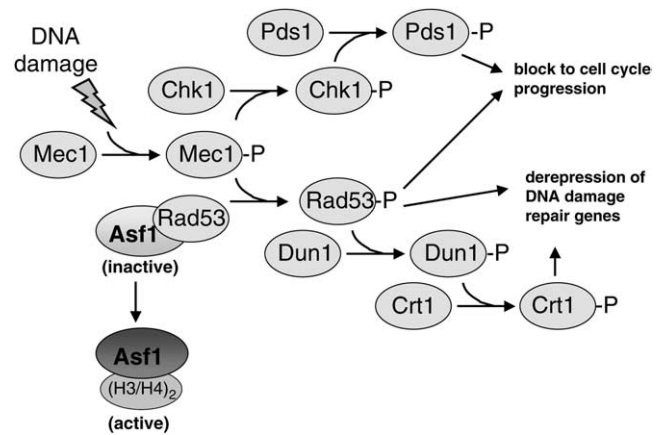 Pds1
Pds1 -P
DNA
damage
block to cell cycle
progression
Chk1
Chk1 -P
Mec1
Mec1 -P
derepression of
DNA damage
repair genes
Rad53
Rad53 -P
Asf1
(inactive)
Dun1
Dun1 -P
Crt1
Crt1 -P
Asf1
(H3/H4)2
(active)